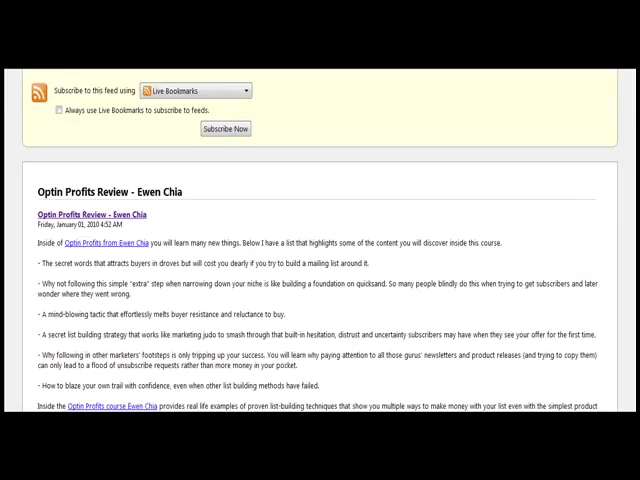 Subscribe to this feed using Live Bookmarks
Always use Live Bookmarks to subscribe to feeds.
Subscribe Now
Optin Profits Review - Ewen Chia
Optin Profits Review - Ewen Chia
Friday, January 01, 2010 4:52 AM
Inside of Optin Profits from Ewen Chia you will learn many new things. Below I have a list that highlights some of the content you will discover inside this course.
- The secret words that attracts buyers in droves but will cost you dearly if you try to build a mailing list around it.
- Why not following this simple "extra" step when narrowing down your niche is like building a foundation on quicksand. So many people blindly do this when trying to get subscribers and later
wonder where they went wrong.
- A mind-blowing tactic that effortlessly melts buyer resistance and reluctance to buy.
- A secret list building strategy that works like marketing judo to smash through that built-in hesitation, distrust and uncertainty subscribers may have when they see your offer for the first time.
- Why following in other marketers' footsteps is only tripping up your success. You will learn why paying attention to all those gurus' newsletters and product releases (and trying to copy them)
can only lead to a flood of unsubscribe requests rather than more money in your pocket.
- How to blaze your own trail with confidence, even when other list building methods have failed.
Inside the Optin Profits course Ewen Chia provides real life examples of proven list-building techniques that show you multiple ways to make money with your list even with the simplest product